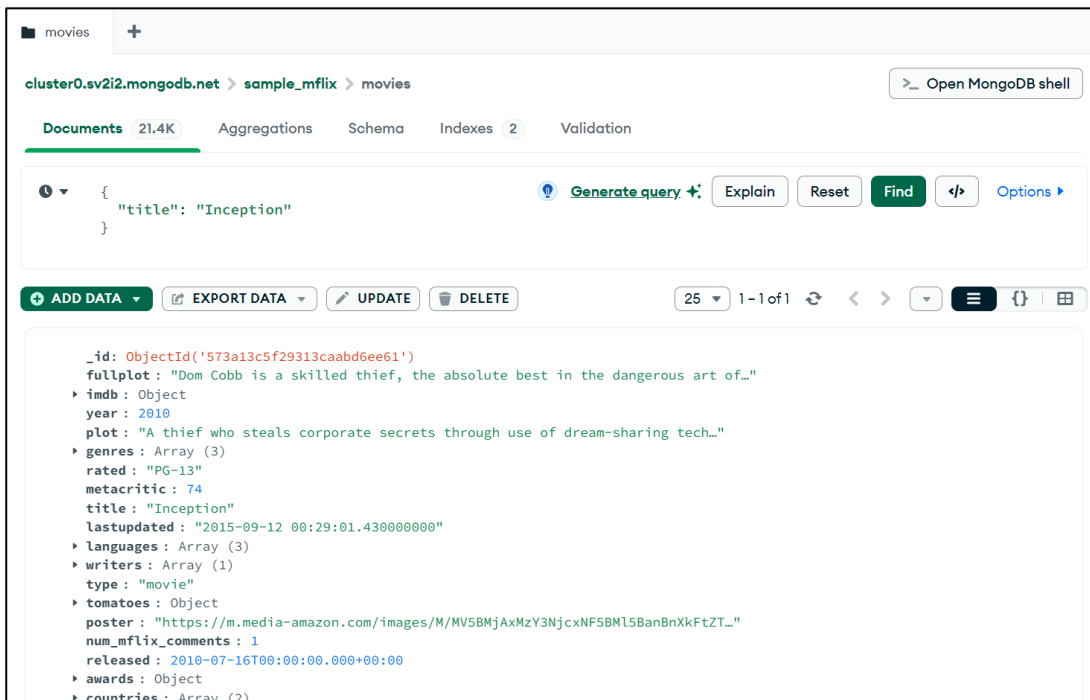 movies
cluster0.sv2i2.mongodb.net > sample_mflix > movies
>_ Open MongoDB shell
Documents 21.4K Aggregations Schema Indexes 2 Validation
{
Generate query Explain Reset Find </> Options
"title": "Inception"
}
ADD DATA EXPORT DATA UPDATE DELETE 25 1–1 of 1 {}
_id: ObjectId('573a13c5f29313caabd6ee61')
fullplot : "Dom Cobb is a skilled thief, the absolute best in the dangerous art of…"
imdb : Object
year : 2010
plot : "A thief who steals corporate secrets through use of dream-sharing tech…"
genres : Array (3)
rated : "PG-13"
metacritic : 74
title : "Inception"
lastupdated : "2015-09-12 00:29:01.430000000"
languages : Array (3)
writers : Array (1)
type : "movie"
tomatoes : Object
poster : "https://m.media-amazon.com/images/M/MV5BMjAxMzY3NjcxNF5BMl5BanBnXkFtZT…"
num_mflix_comments : 1
released : 2010-07-16T00:00:00.000+00:00
awards : Object
countries : Array (2)